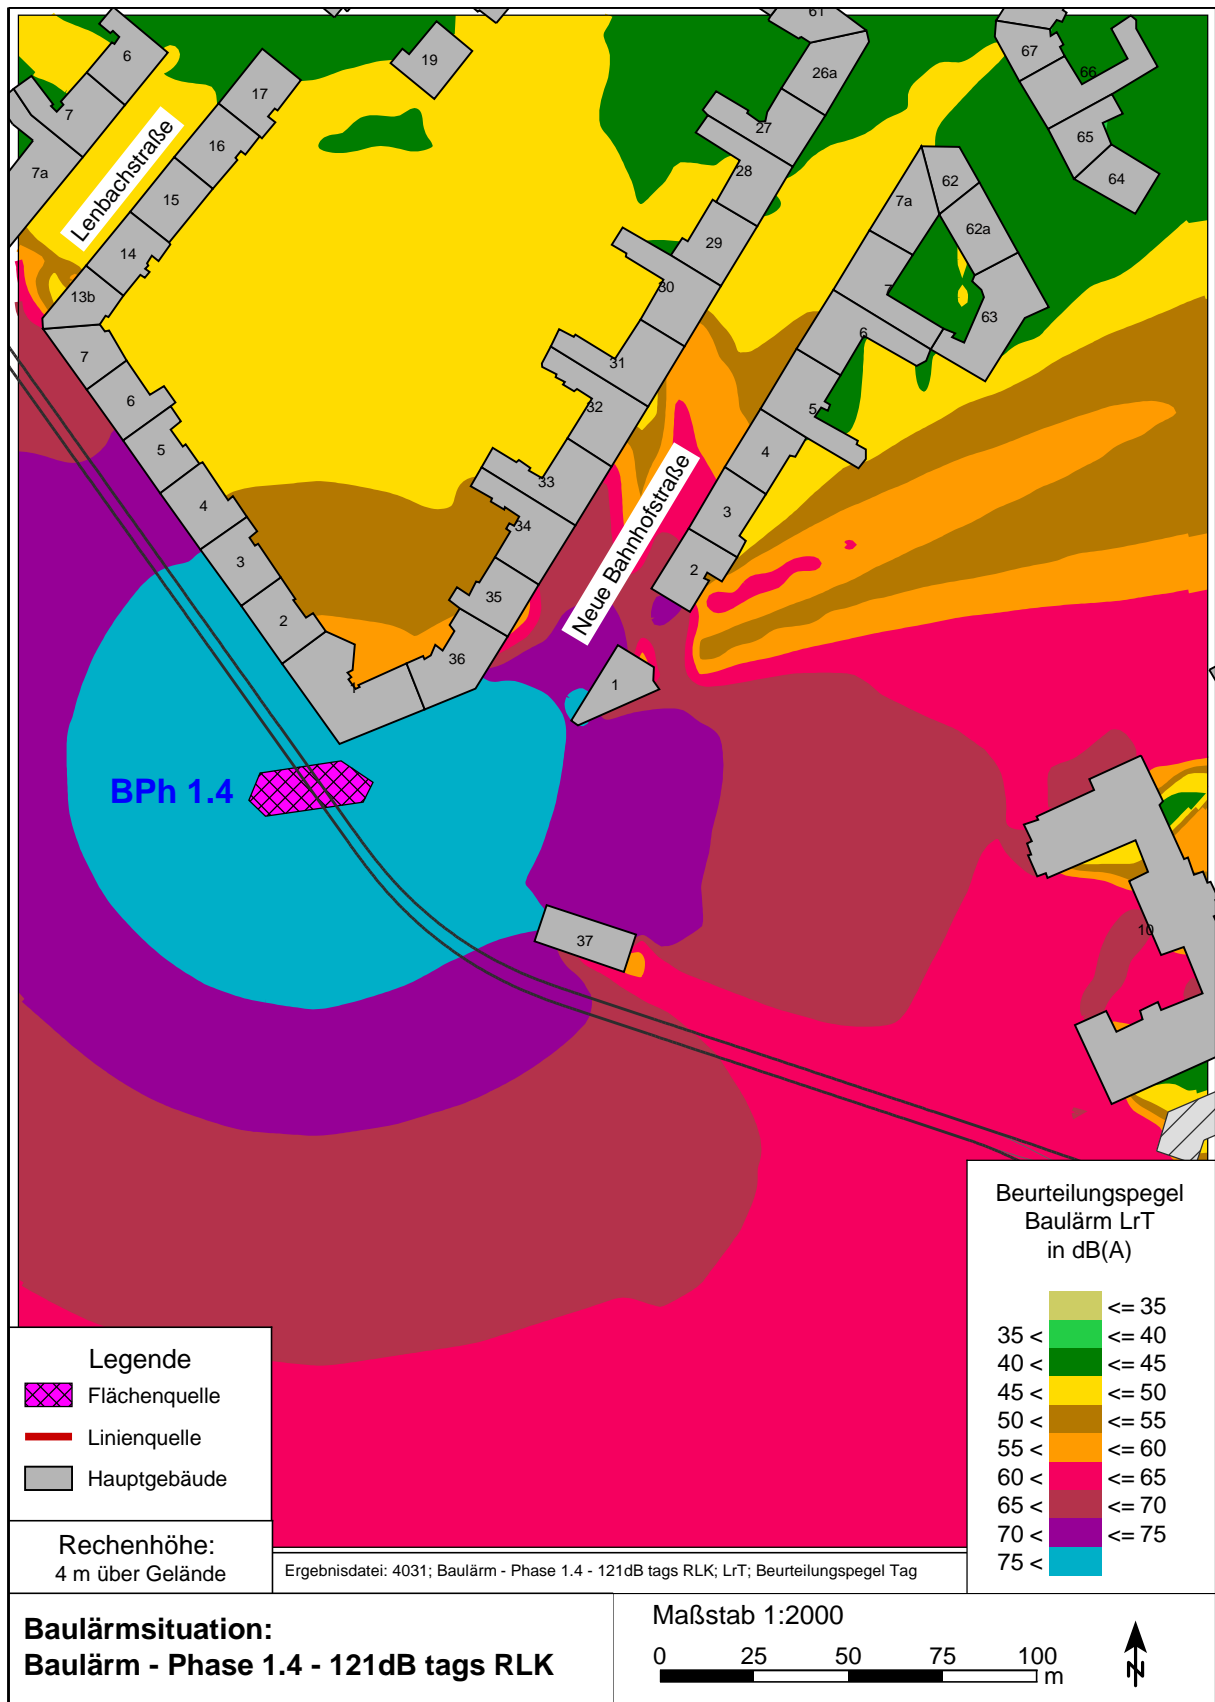 61
6
19
67
17
26a
66
7
27
16
65
7a
28
62
64
15
7a
Lenbachstraße
62a
14
29
30
7
13b
63
6
7
31
6
32
5
5
4
33
4
34
3
Neue Bahnhofstraße
3
2
35
2
36
1
1
BPh 1.4
10
37
Beurteilungspegel
Baulärm LrT
in dB(A)
<= 35
35 < <= 40
40 < <= 45
45 < <= 50
50 < <= 55
55 < <= 60
60 < <= 65
65 < <= 70
70 < <= 75
75 <
Legende
Flächenquelle
Linienquelle
Hauptgebäude
Rechenhöhe:
4 m über Gelände
Ergebnisdatei: 4031; Baulärm - Phase 1.4 - 121dB tags RLK; LrT; Beurteilungspegel Tag
Baulärmsituation:
Baulärm - Phase 1.4 - 121dB tags RLK
Maßstab 1:2000
0 25 50 75 100
m
N